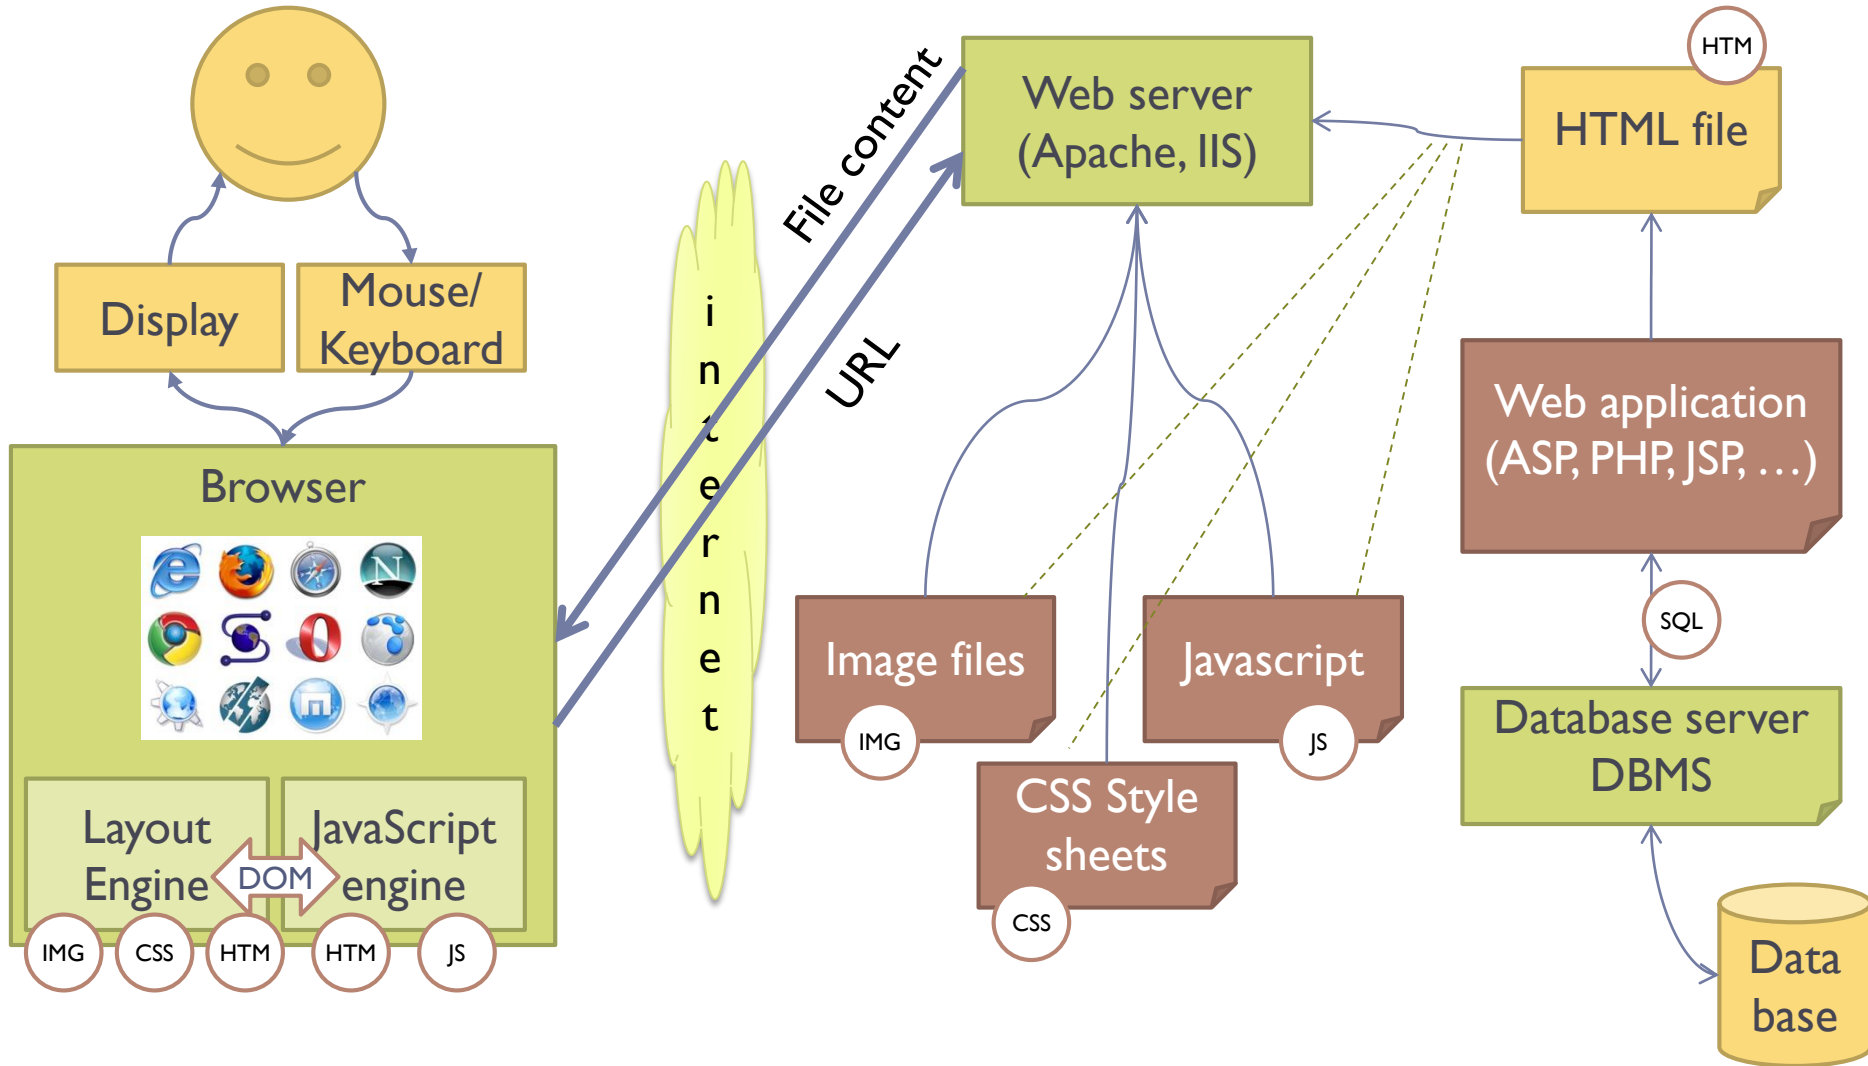 File content
URL
internet
Display
Mouse/
Keyboard
Browser
N
m
Layout
Engine
DOM
JavaScript
engine
IMG
CSS
HTM
HTM
JS
Web server
(Apache, IIS)
HTM
HTML file
Web application
(ASP, PHP, JSP, …)
SQL
Database server
DBMS
Data
base
Image files
IMG
Javascript
JS
CSS Style
sheets
CSS